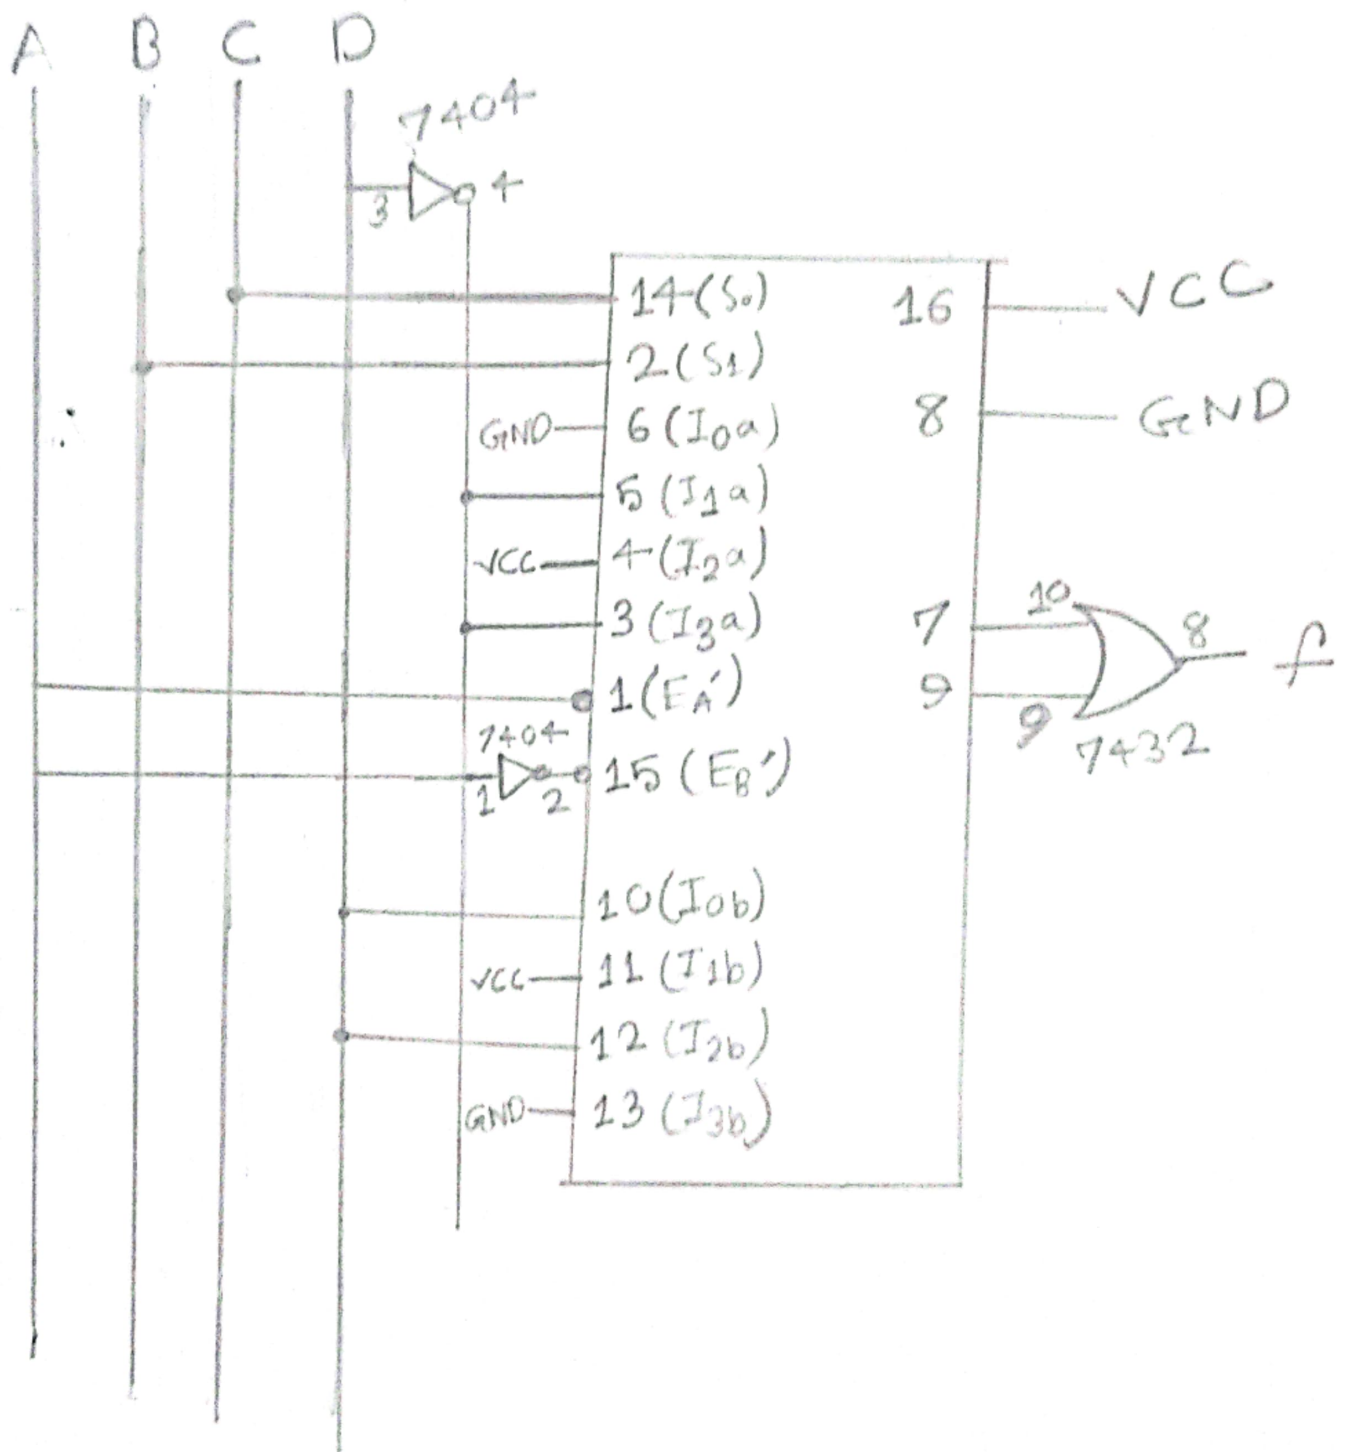 A B C D
7404
3 4
14 (S₀) 16 VCC
2 (S1)
GND 6 (I0a) 8 GND
5 (I1a)
VCC 4 (I2a)
3 (I3a) 7 10 8 f
1 (EA')
9 9 7432
7404
1 2 15 (EB')
10 (I0b)
VCC 11 (I1b)
12 (I2b)
GND 13 (I3b)